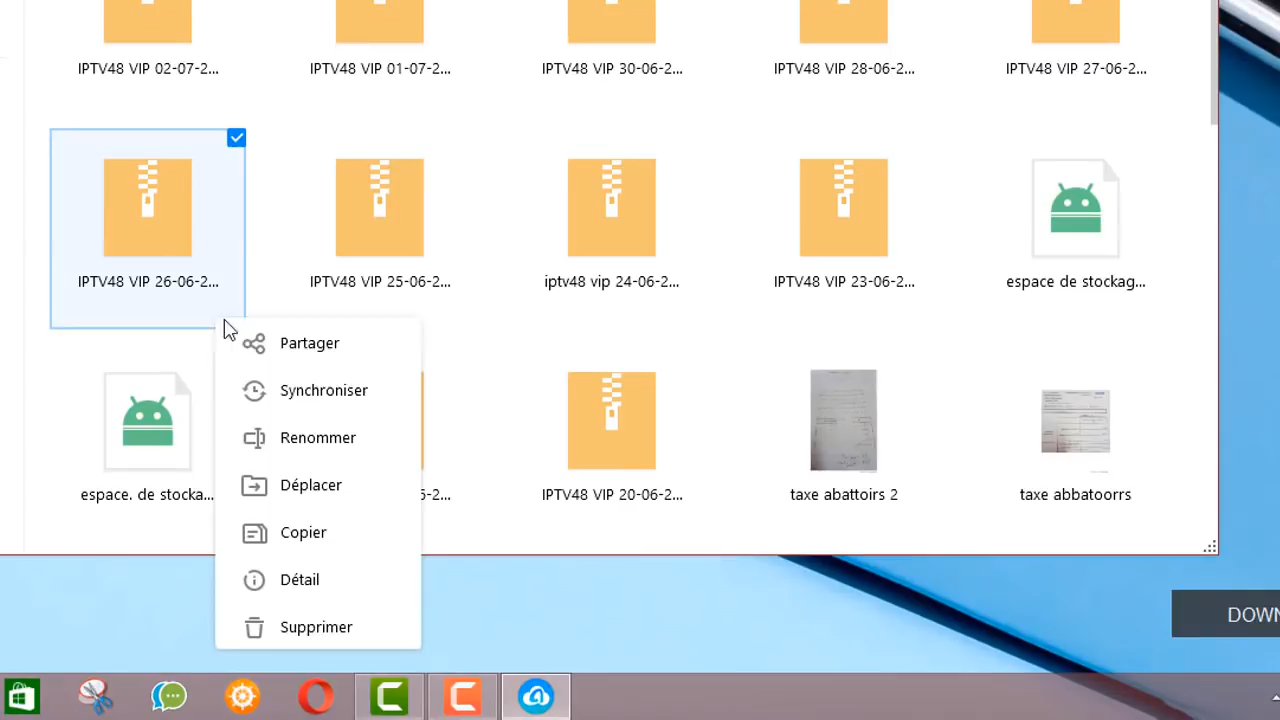 IPTV48 VIP 02-07-2...
IPTV48 VIP 01-07-2...
IPTV48 VIP 30-06-2...
IPTV48 VIP 28-06-2...
IPTV48 VIP 27-06-2...
IPTV48 VIP 26-06-2...
IPTV48 VIP 25-06-2...
iptv48 vip 24-06-2...
IPTV48 VIP 23-06-2...
espace de stockag...
Partager
Synchroniser
Renommer
Déplacer
Copier
Détail
Supprimer
espace. de stocka...
6-2...
IPTV48 VIP 20-06-2...
taxe abattoirs 2
taxe abbatoorrs
DOWN